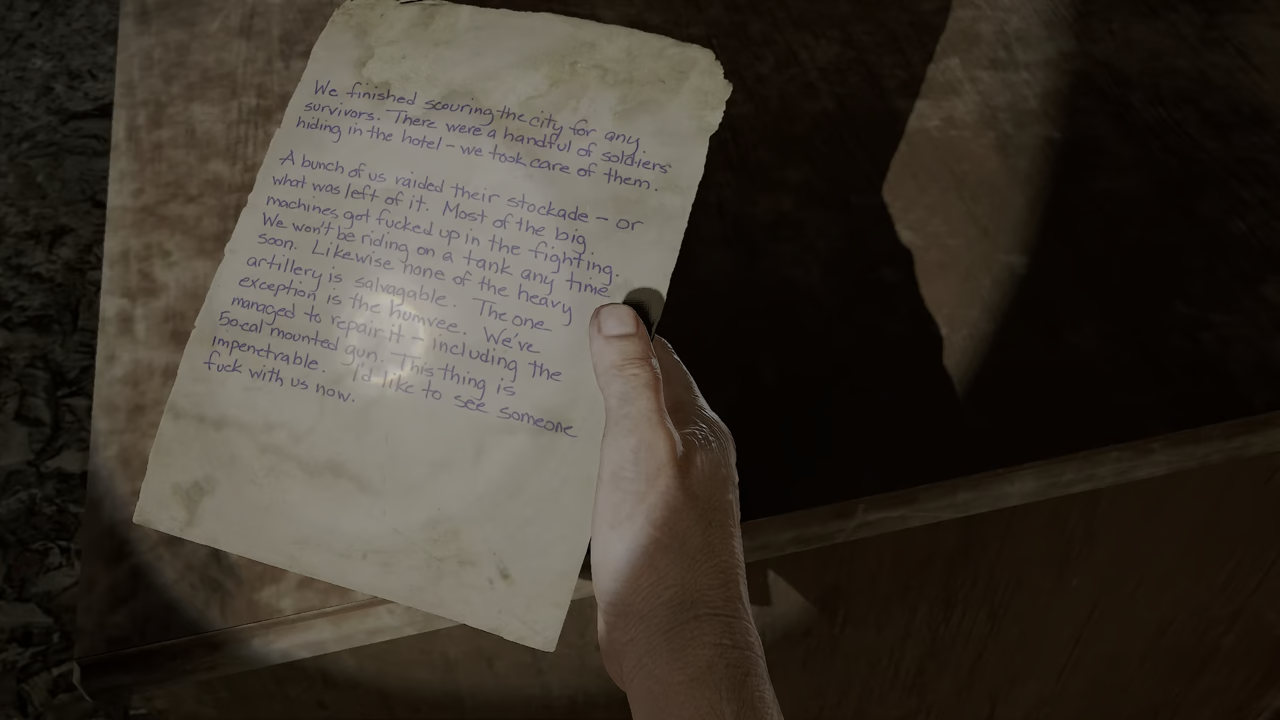 We finished scouring the city for any
survivors. There were a handful of soldiers
hiding in the hotel - we took care of them.
A bunch of us raided their stockade - or
what was left of it. Most of the big
machines got fucked up in the fighting.
We won't be riding on a tank any time
soon. Likewise none of the heavy
artillery is salvagable. The one
exception is the humvee. We've
managed to repair it - including the
50cal mounted gun. This thing is
impenetrable. I'd like to see someone
fuck with us now.